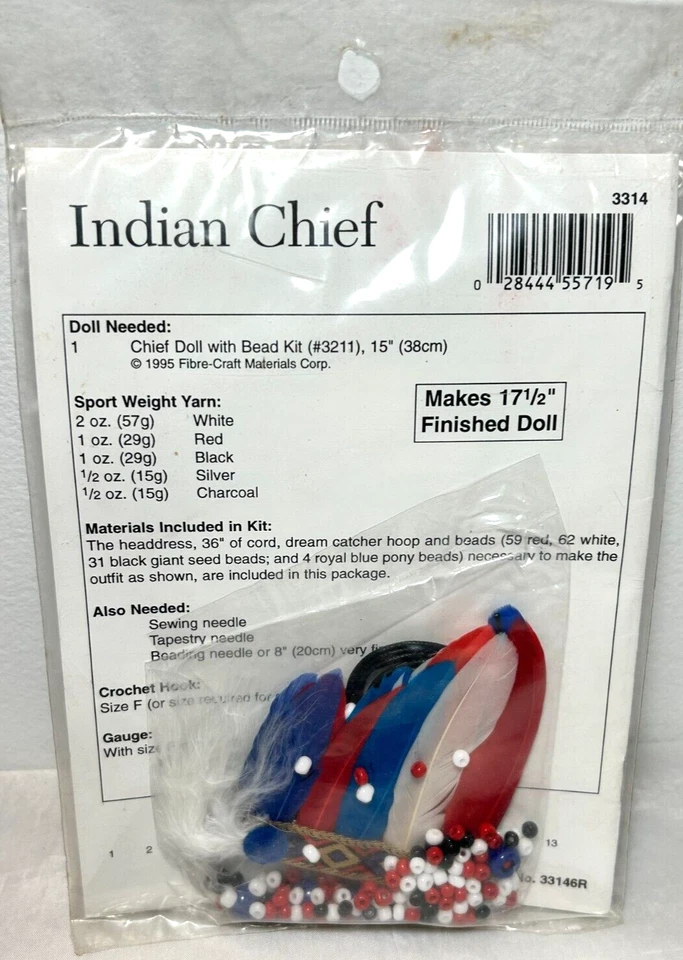 Indian Chief
3314
0 28444 55719 5
Doll Needed:
1 Chief Doll with Bead Kit (#3211), 15" (38cm)
© 1995 Fibre-Craft Materials Corp.
Sport Weight Yarn:
2 oz. (57g) White
1 oz. (29g) Red
1 oz. (29g) Black
1/2 oz. (15g) Silver
1/2 oz. (15g) Charcoal
Makes 171/2"
Finished Doll
Materials Included in Kit:
The headdress, 36" of cord, dream catcher hoop and beads (59 red, 62 white,
31 black giant seed beads; and 4 royal blue pony beads) necessary to make the
outfit as shown, are included in this package.
Also Needed:
Sewing needle
Tapestry needle
Beading needle or 8" (20cm) very
Crochet Hook:
Size F (or size required for
Gauge:
With size
1 2 13
No. 33146R